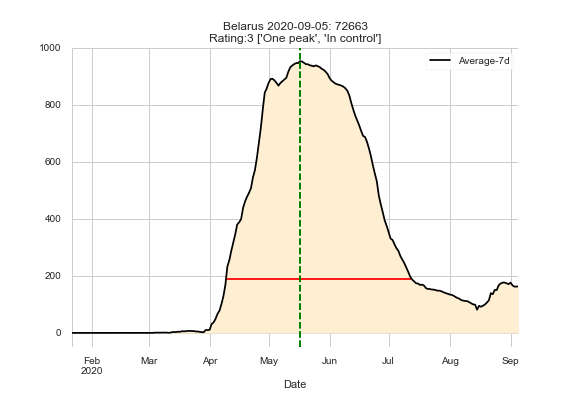 Belarus 2020-09-05: 72663
Rating:3 ['One peak', 'In control']
Average-7d
1000
800
600
400
200
0
Feb Mar Apr May Jun Jul Aug Sep
2020
Date